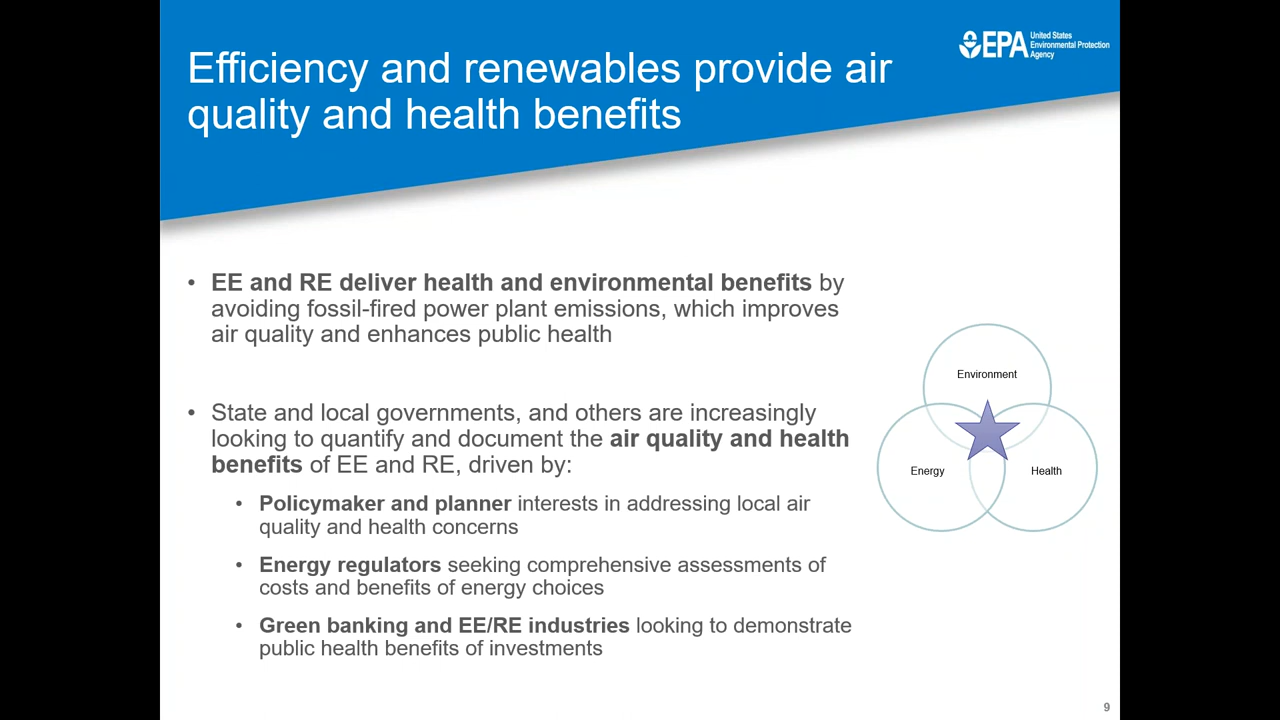 Efficiency and renewables provide air
quality and health benefits
EPA
United States
Environmental Protection
Agency
• EE and RE deliver health and environmental benefits by
avoiding fossil-fired power plant emissions, which improves
air quality and enhances public health
• State and local governments, and others are increasingly
looking to quantify and document the air quality and health
benefits of EE and RE, driven by:
• Policymaker and planner interests in addressing local air
quality and health concerns
• Energy regulators seeking comprehensive assessments of
costs and benefits of energy choices
• Green banking and EE/RE industries looking to demonstrate
public health benefits of investments
Environment
Energy
Health
9